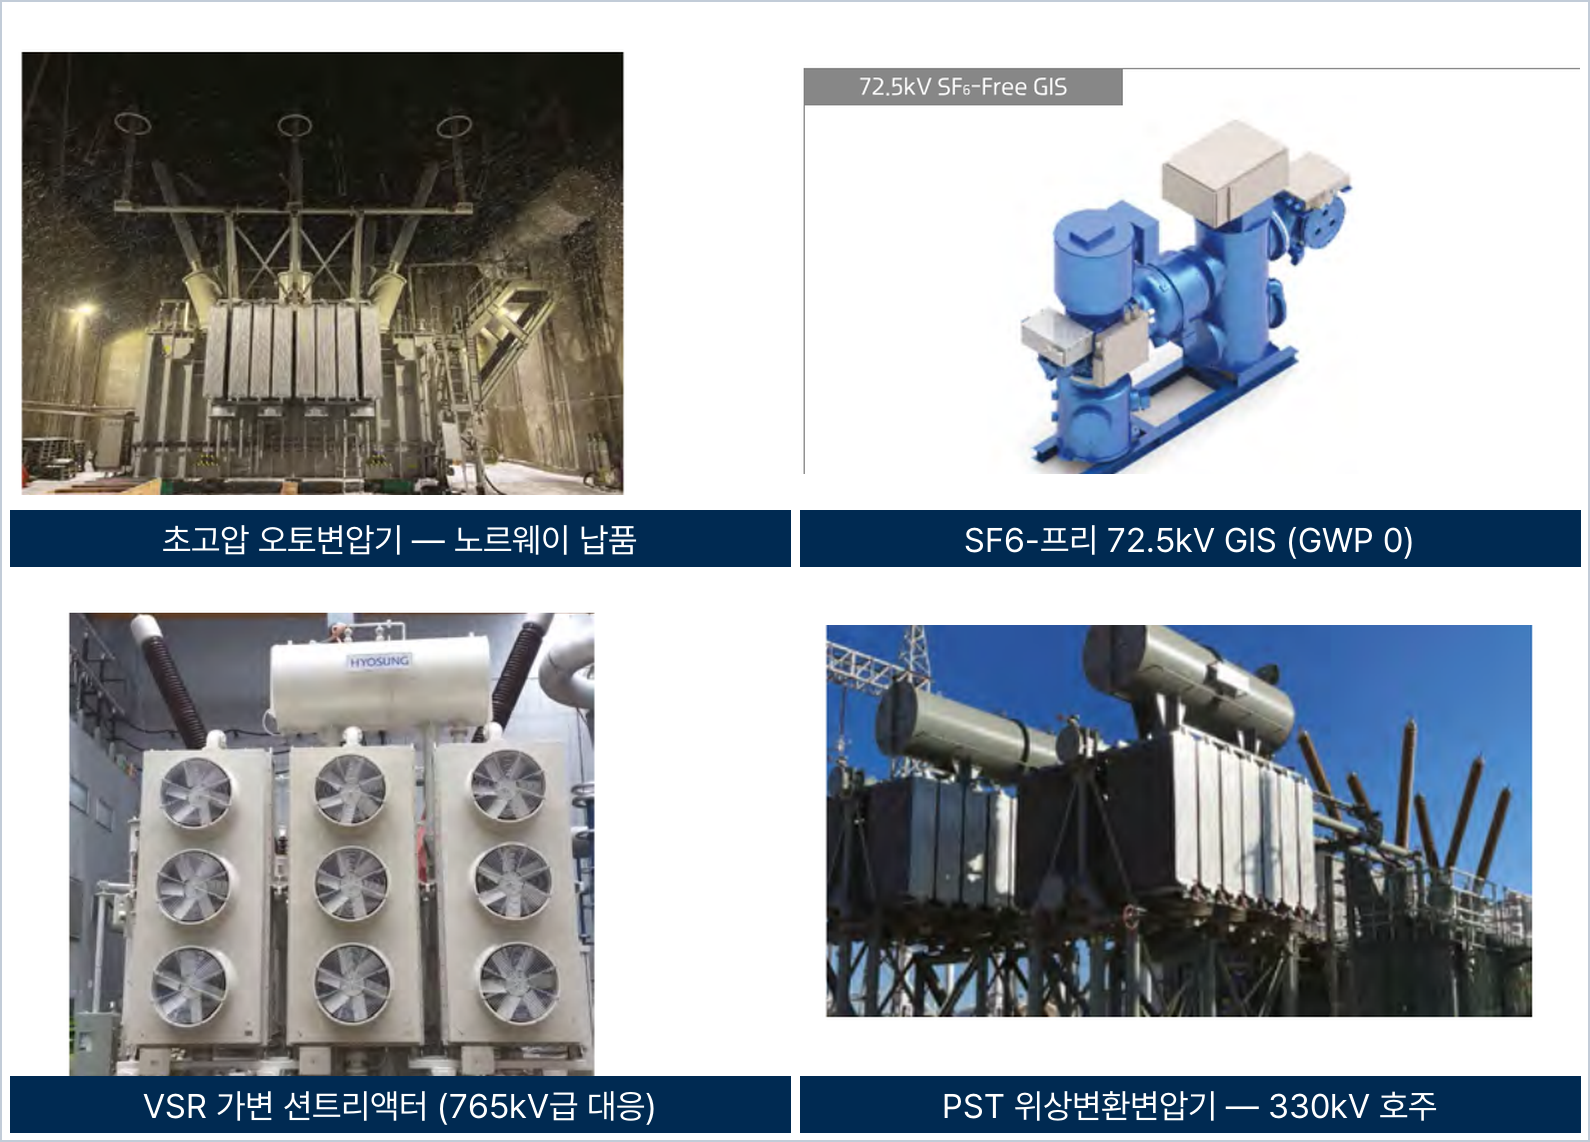 72.5kV SF₆-Free GIS
초고압 오토변압기 — 노르웨이 납품
SF6-프리 72.5kV GIS (GWP 0)
HYOSUNG
VSR 가변 션트리액터 (765kV급 대응)
PST 위상변환변압기 — 330kV 호주